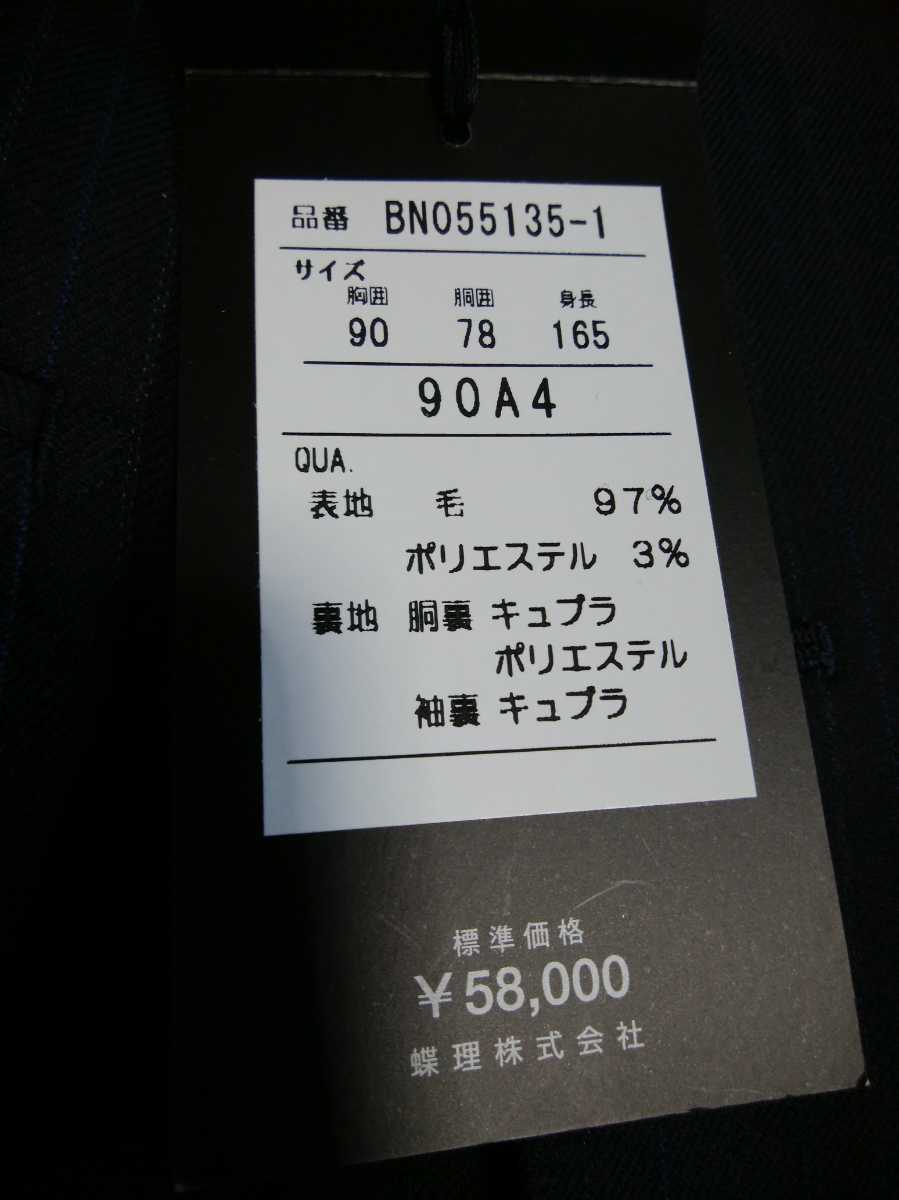 品番 BN055135-1
サイズ
胸囲 胴囲 身長
90 78 165
90A4
QUA.
表地 毛 97%
ポリエステル 3%
裏地 胴裏 キュプラ
ポリエステル
袖裏 キュプラ
標準価格
¥58,000
蝶理株式会社